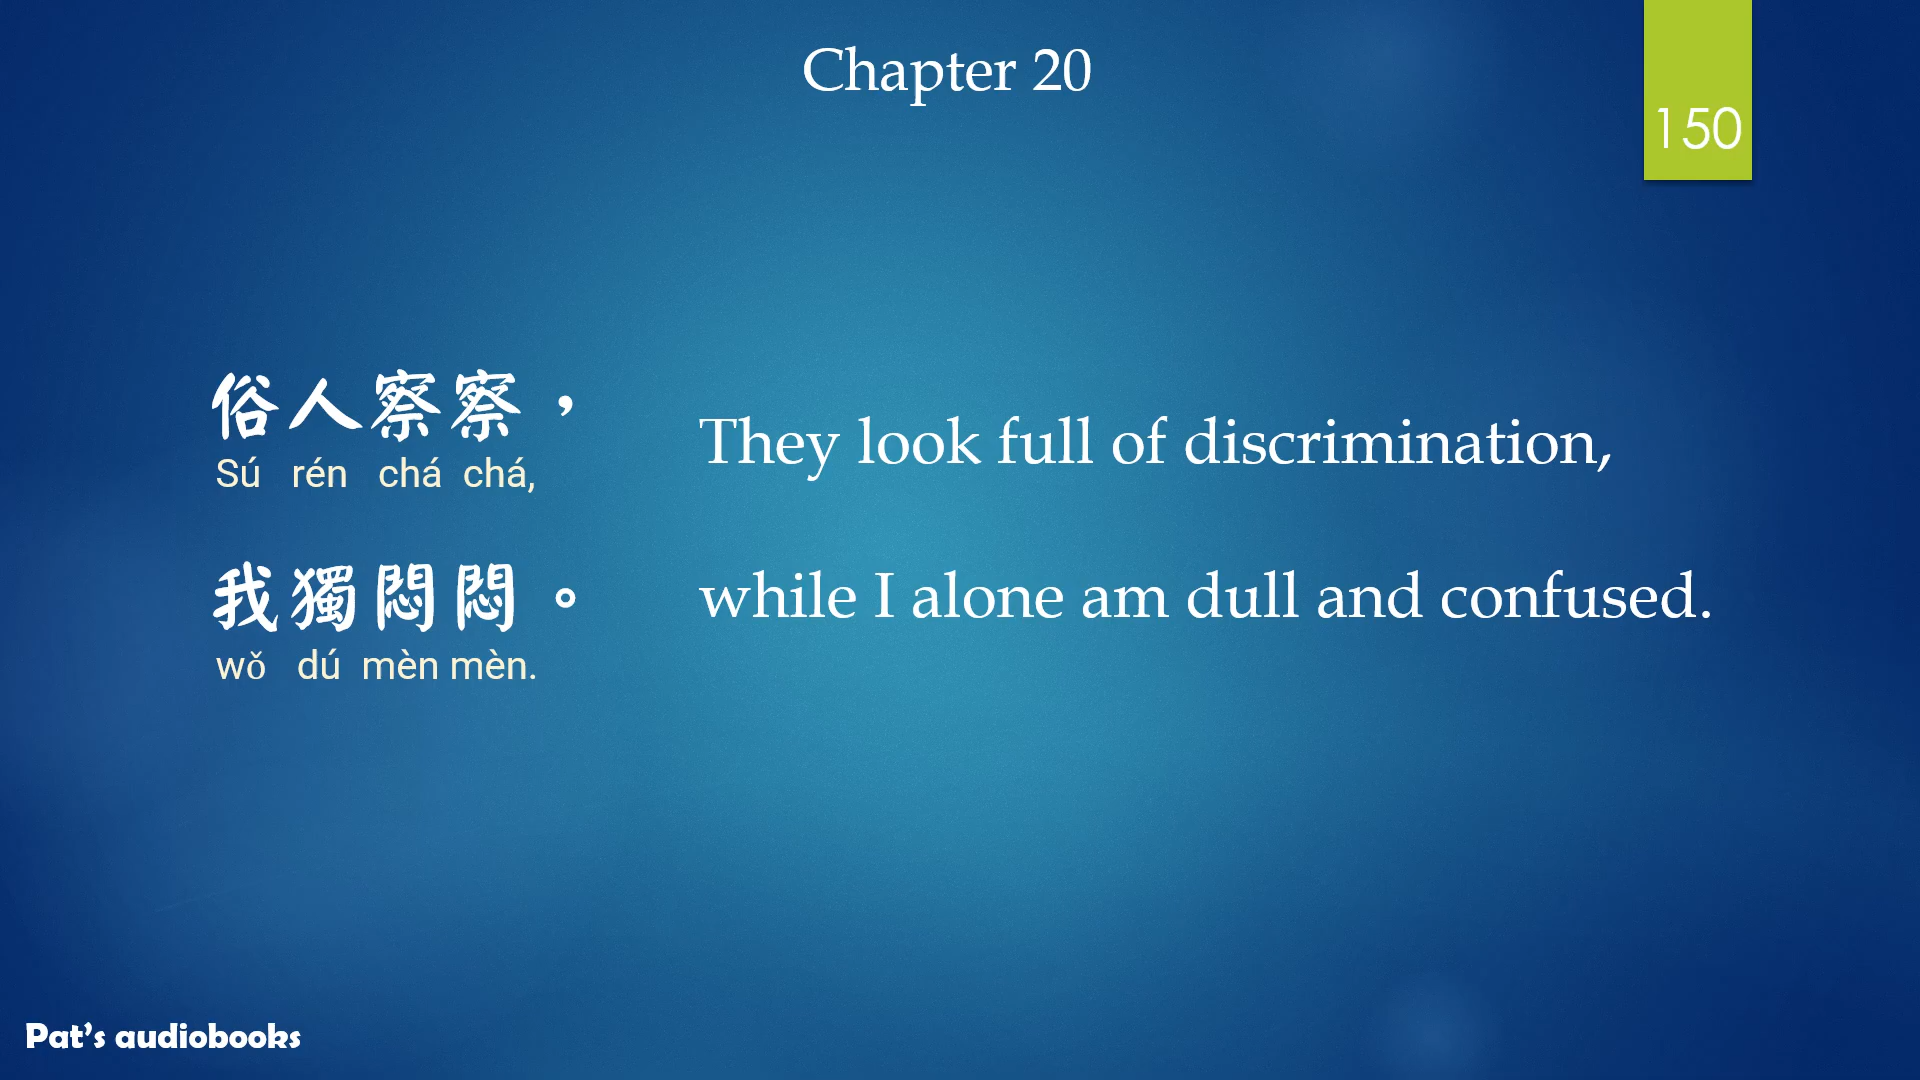 Chapter 20
150
俗人察察，
Sú rén chá chá,
They look full of discrimination,
我獨悶悶。
wǒ dú mèn mèn.
while I alone am dull and confused.
Pat's audiobooks